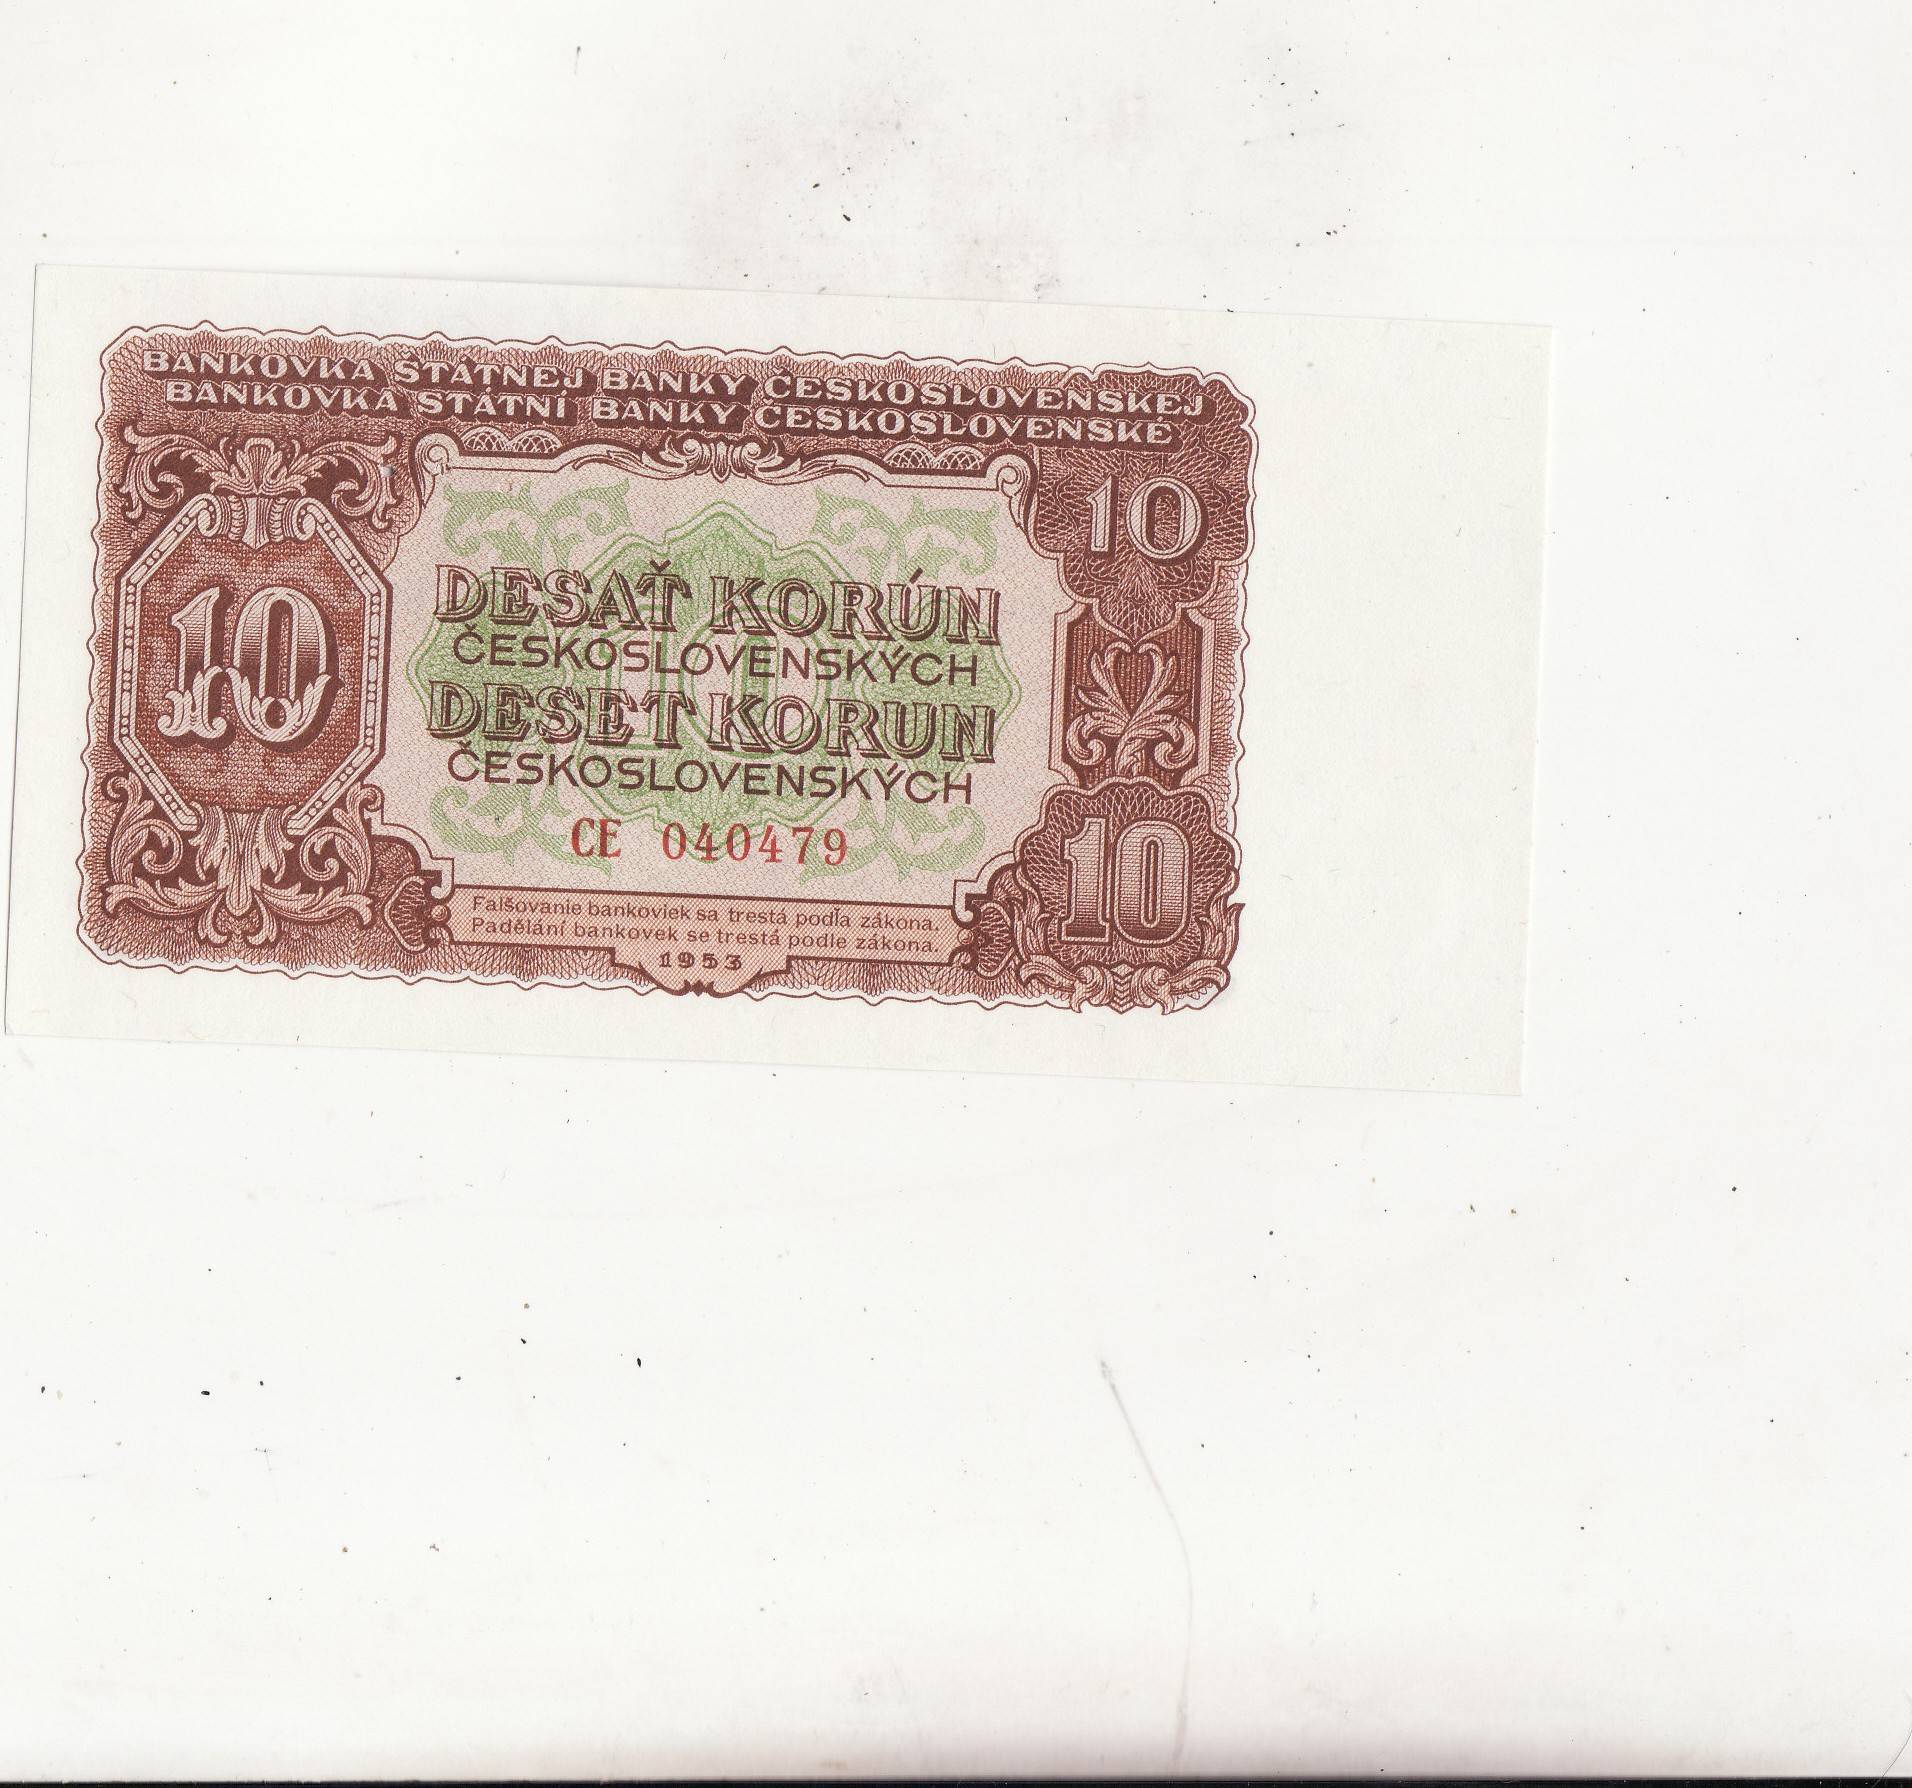 BANKOVKA ŠTÁTNEJ BANKY ČESKOSLOVENSKEJ
BANKOVKA STÁTNÍ BANKY ČESKOSLOVENSKÉ
10
10
DESAŤ KORÚN
ČESKOSLOVENSKÝCH
DESET KORUN
ČESKOSLOVENSKÝCH
10
CE 040479
10
Falšovanie bankoviek sa trestá podľa zákona.
Padělání bankovek se trestá podle zákona.
1953